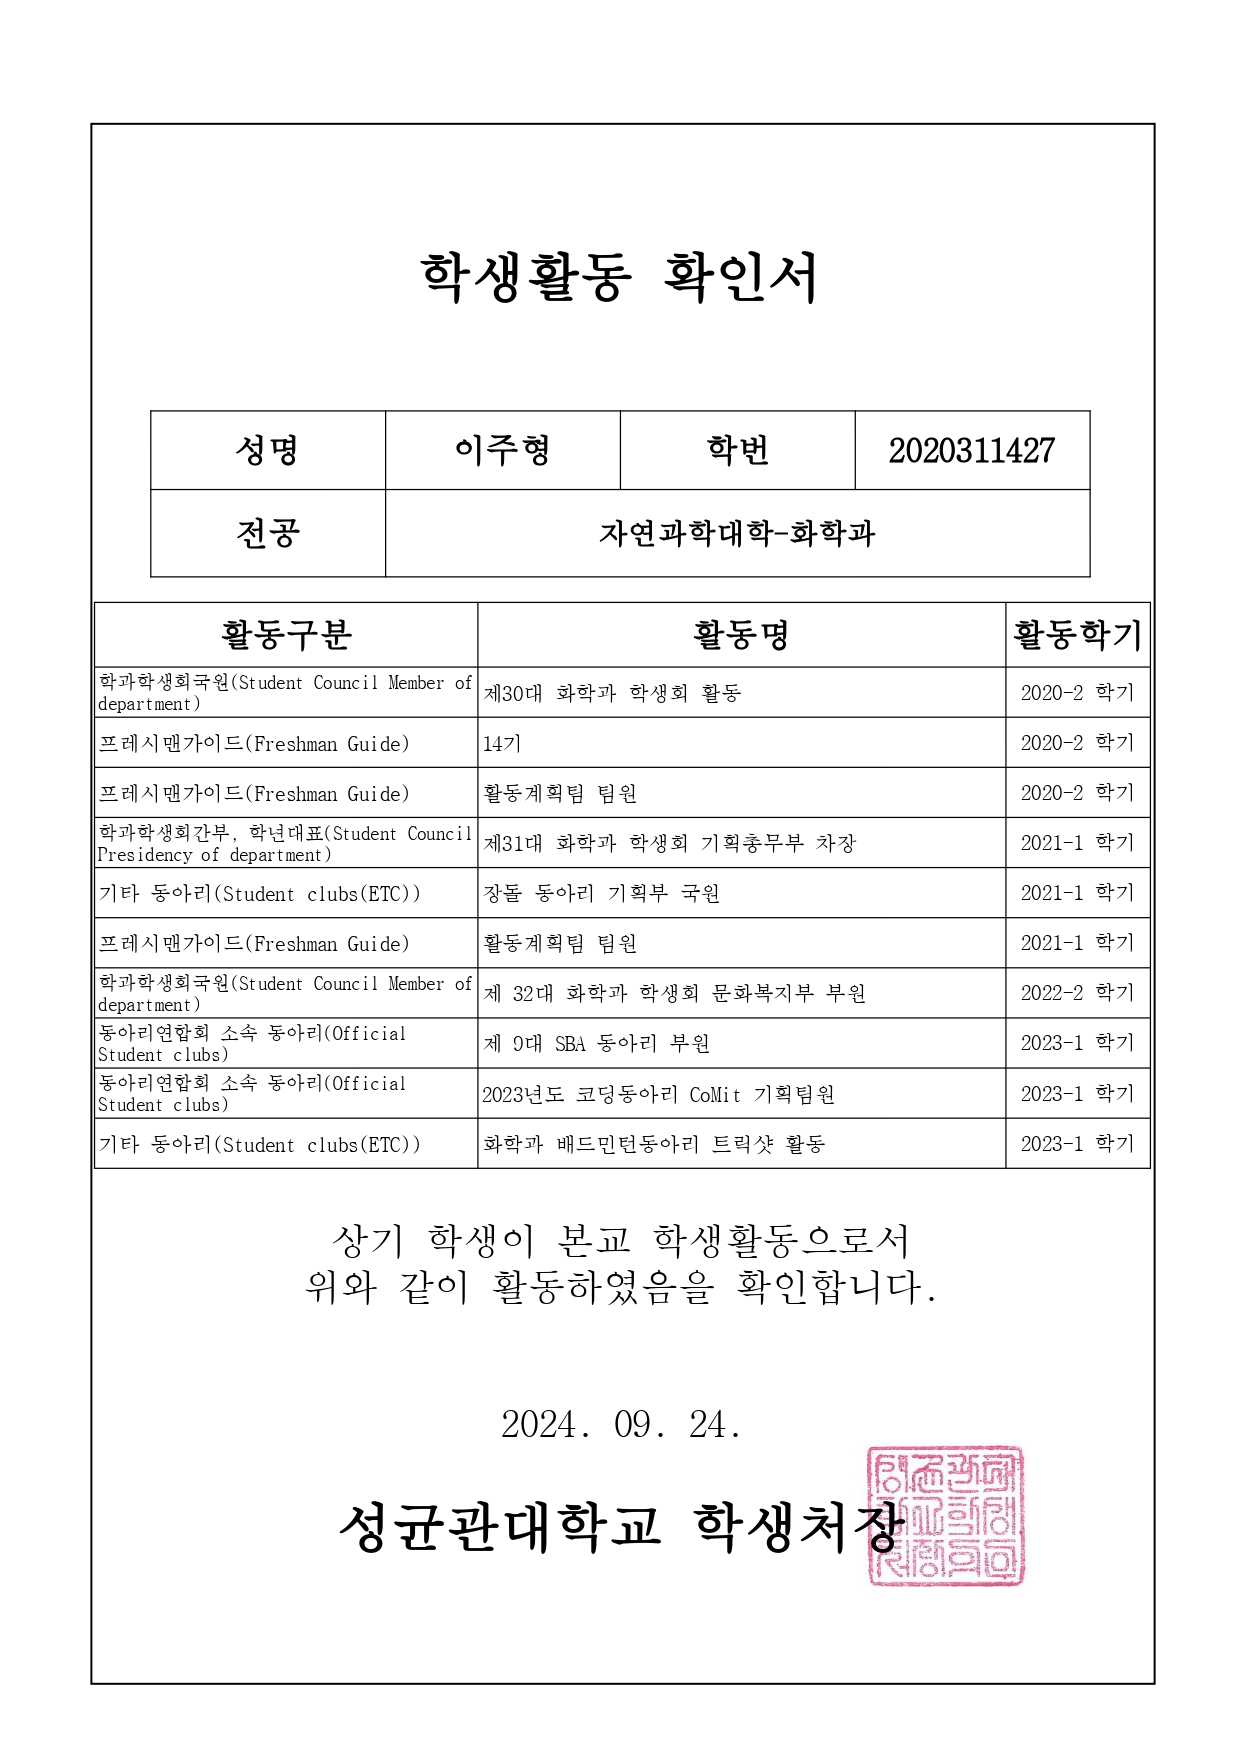 학생활동 확인서
성명 이주형 학번 2020311427
전공 자연과학대학-화학과
활동구분 활동명 활동학기
학과학생회국원(Student Council Member of
department) 제30대 화학과 학생회 활동 2020-2 학기
프레시맨가이드(Freshman Guide) 14기 2020-2 학기
프레시맨가이드(Freshman Guide) 활동계획팀 팀원 2020-2 학기
학과학생회간부, 학년대표(Student Council
Presidency of department) 제31대 화학과 학생회 기획총무부 차장 2021-1 학기
기타 동아리(Student clubs(ETC)) 장돌 동아리 기획부 국원 2021-1 학기
프레시맨가이드(Freshman Guide) 활동계획팀 팀원 2021-1 학기
학과학생회국원(Student Council Member of
department) 제 32대 화학과 학생회 문화복지부 부원 2022-2 학기
동아리연합회 소속 동아리(Official
Student clubs) 제 9대 SBA 동아리 부원 2023-1 학기
동아리연합회 소속 동아리(Official
Student clubs) 2023년도 코딩동아리 CoMit 기획팀원 2023-1 학기
기타 동아리(Student clubs(ETC)) 화학과 배드민턴동아리 트릭샷 활동 2023-1 학기
상기 학생이 본교 학생활동으로서
위와 같이 활동하였음을 확인합니다.
2024. 09. 24.
성균관대학교 학생처장